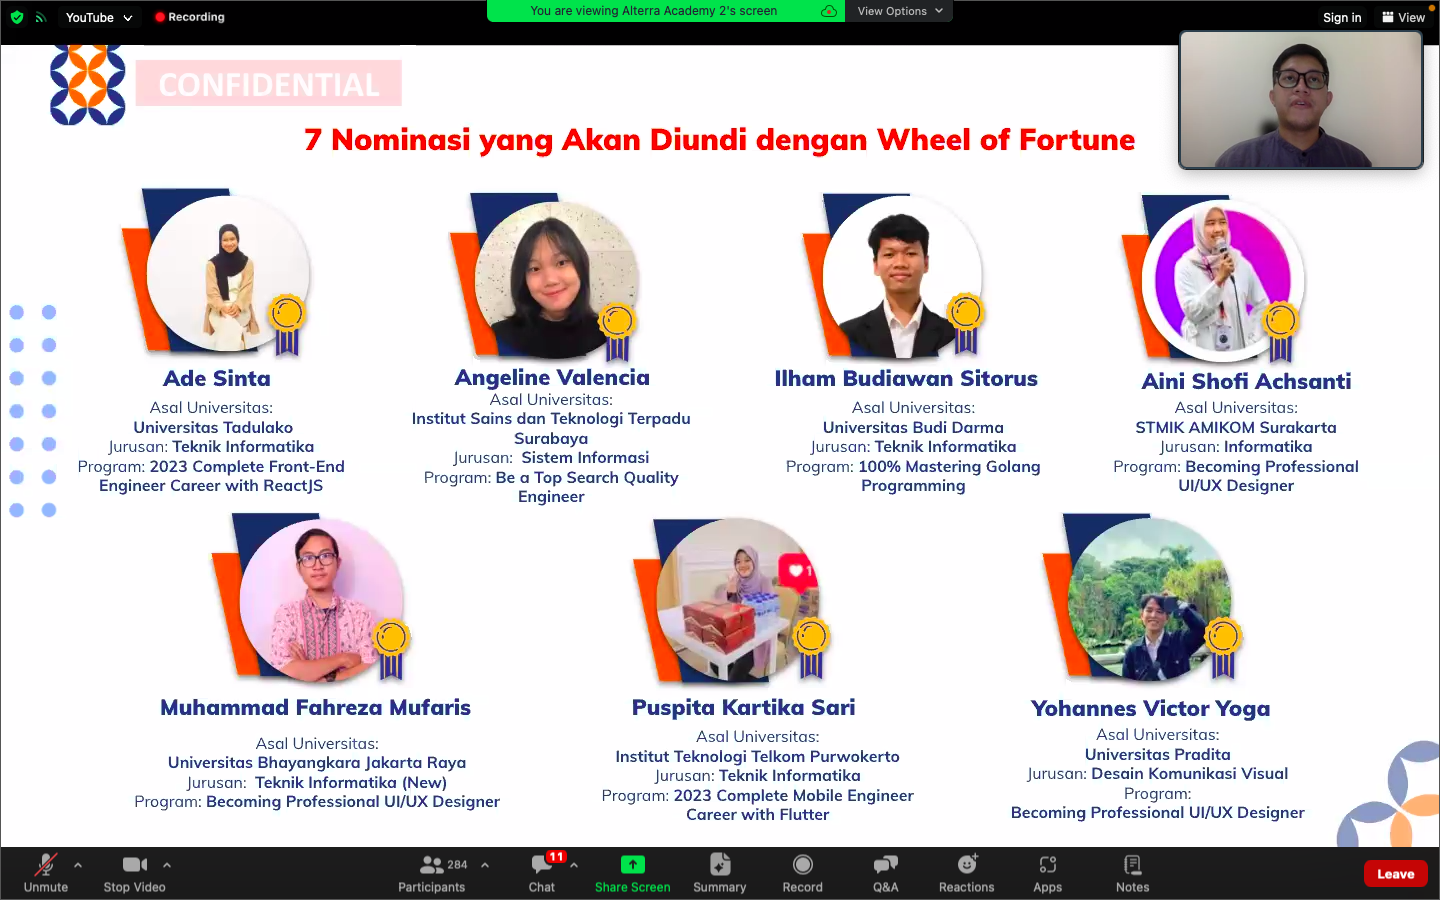 YouTube
Recording
You are viewing Alterra Academy 2's screen
View Options
Sign in
View
CONFIDENTIAL
7 Nominasi yang Akan Diundi dengan Wheel of Fortune
Ade Sinta
Asal Universitas:
Universitas Tadulako
Jurusan: Teknik Informatika
Program: 2023 Complete Front-End
Engineer Career with ReactJS
Angeline Valencia
Asal Universitas:
Institut Sains dan Teknologi Terpadu
Surabaya
Jurusan: Sistem Informasi
Program: Be a Top Search Quality
Engineer
Ilham Budiawan Sitorus
Asal Universitas:
Universitas Budi Darma
Jurusan: Teknik Informatika
Program: 100% Mastering Golang
Programming
Aini Shofi Achsanti
Asal Universitas:
STMIK AMIKOM Surakarta
Jurusan: Informatika
Program: Becoming Professional
UI/UX Designer
1
Muhammad Fahreza Mufaris
Asal Universitas:
Universitas Bhayangkara Jakarta Raya
Jurusan: Teknik Informatika (New)
Program: Becoming Professional UI/UX Designer
Puspita Kartika Sari
Asal Universitas:
Institut Teknologi Telkom Purwokerto
Jurusan: Teknik Informatika
Program: 2023 Complete Mobile Engineer
Career with Flutter
Yohannes Victor Yoga
Asal Universitas:
Universitas Pradita
Jurusan: Desain Komunikasi Visual
Program:
Becoming Professional UI/UX Designer
Unmute
Stop Video
284
Participants
11
Chat
Share Screen
Summary
Record
Q&A
Reactions
Apps
Notes
Leave